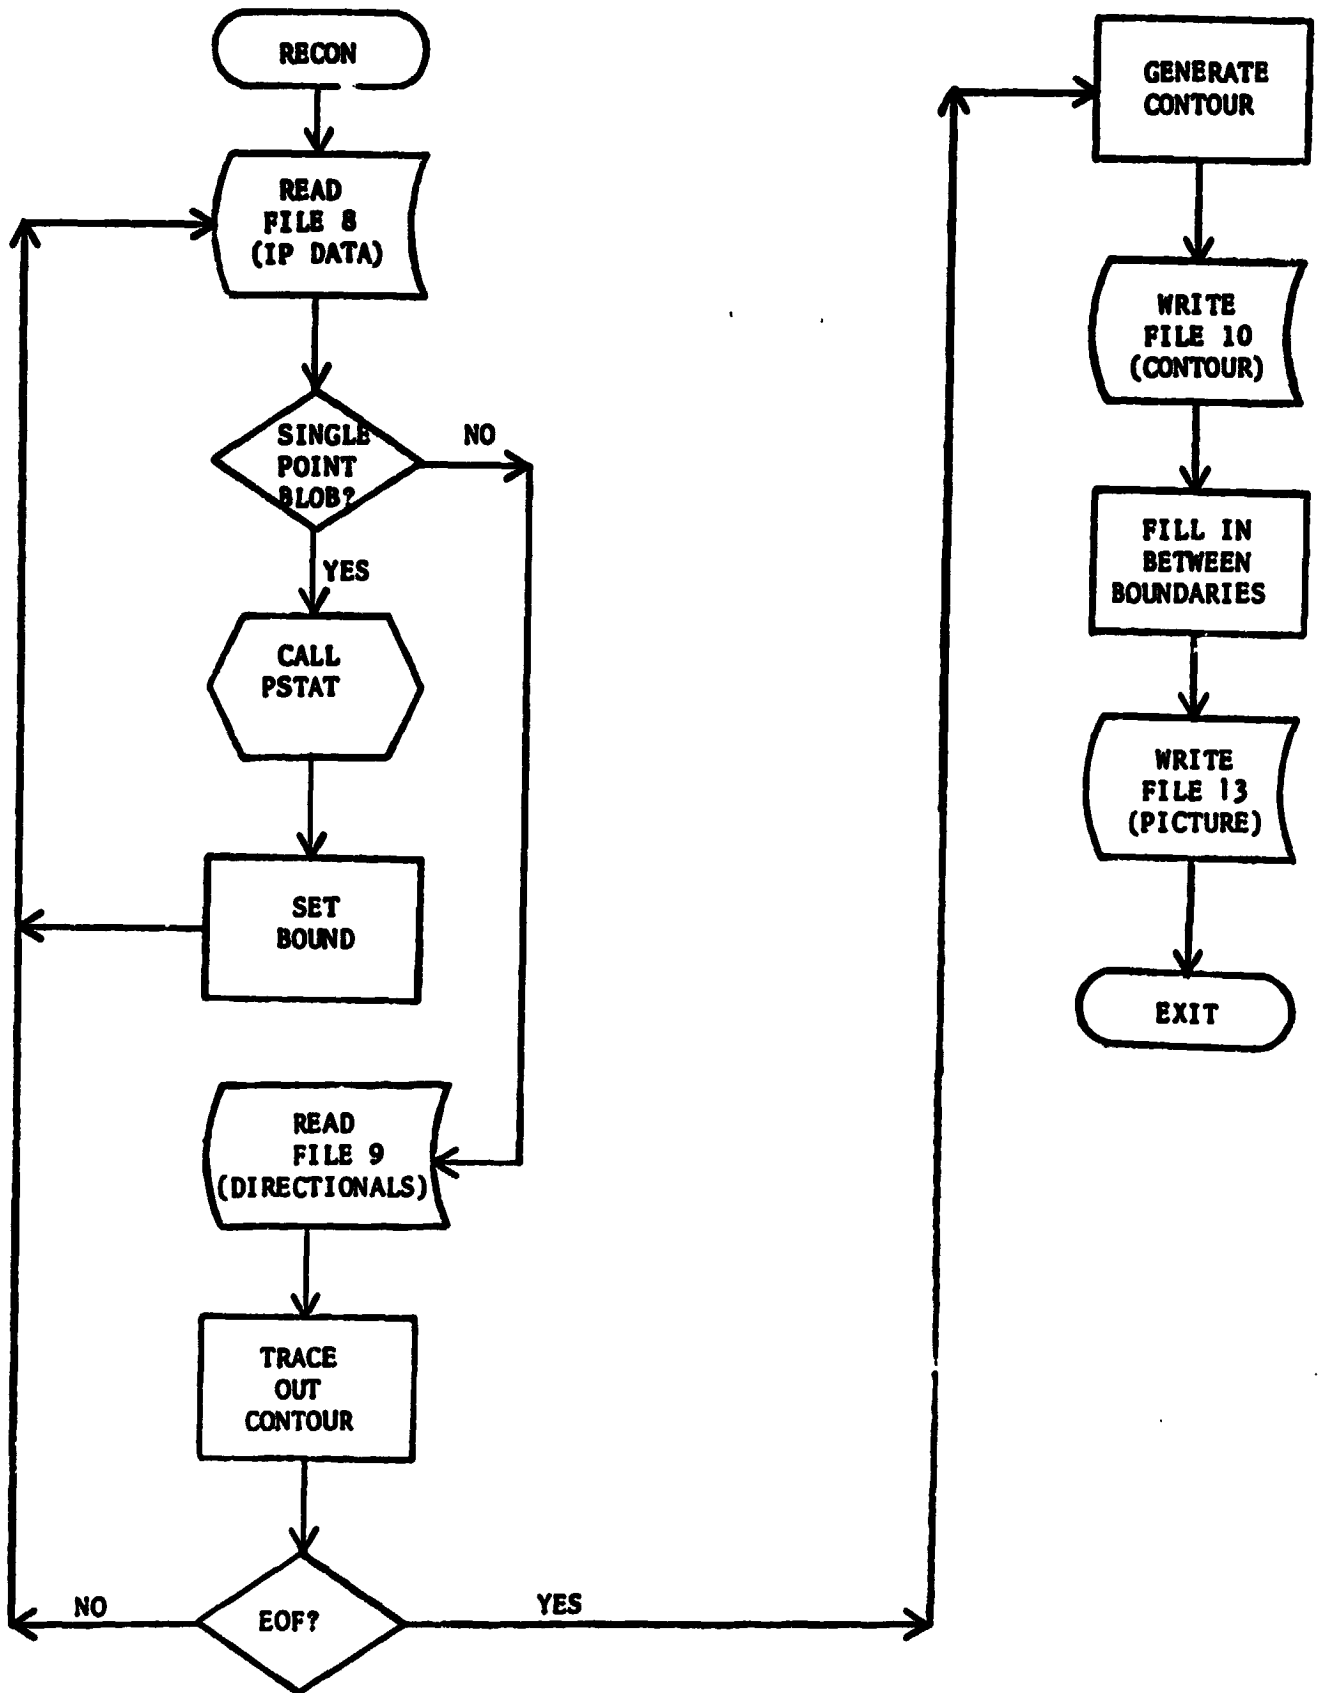 RECON
READ
FILE 8
(IP DATA)
SINGLE
POINT
BLOB?
NO
YES
CALL
PSTAT
SET
BOUND
READ
FILE 9
(DIRECTIONALS)
TRACE
OUT
CONTOUR
EOF?
NO
YES
GENERATE
CONTOUR
WRITE
FILE 10
(CONTOUR)
FILL IN
BETWEEN
BOUNDARIES
WRITE
FILE 13
(PICTURE)
EXIT